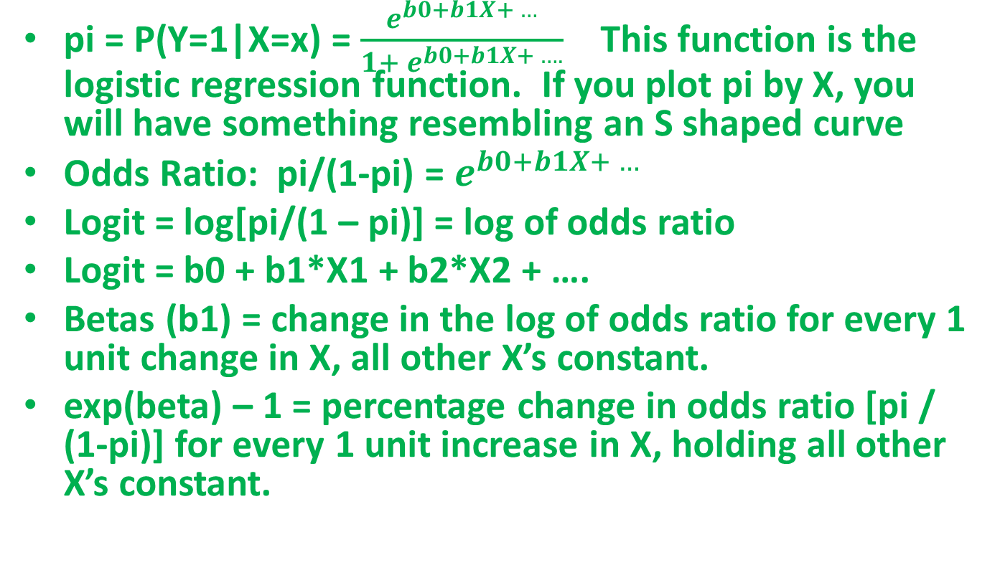 • pi = P(Y=1|X=x) = e^(b0+b1X+ …) / (1+ e^(b0+b1X+ ….)) This function is the
logistic regression function. If you plot pi by X, you
will have something resembling an S shaped curve
• Odds Ratio: pi/(1-pi) = e^(b0+b1X+ …)
• Logit = log[pi/(1 – pi)] = log of odds ratio
• Logit = b0 + b1*X1 + b2*X2 + ….
• Betas (b1) = change in the log of odds ratio for every 1
unit change in X, all other X’s constant.
• exp(beta) – 1 = percentage change in odds ratio [pi /
(1-pi)] for every 1 unit increase in X, holding all other
X’s constant.